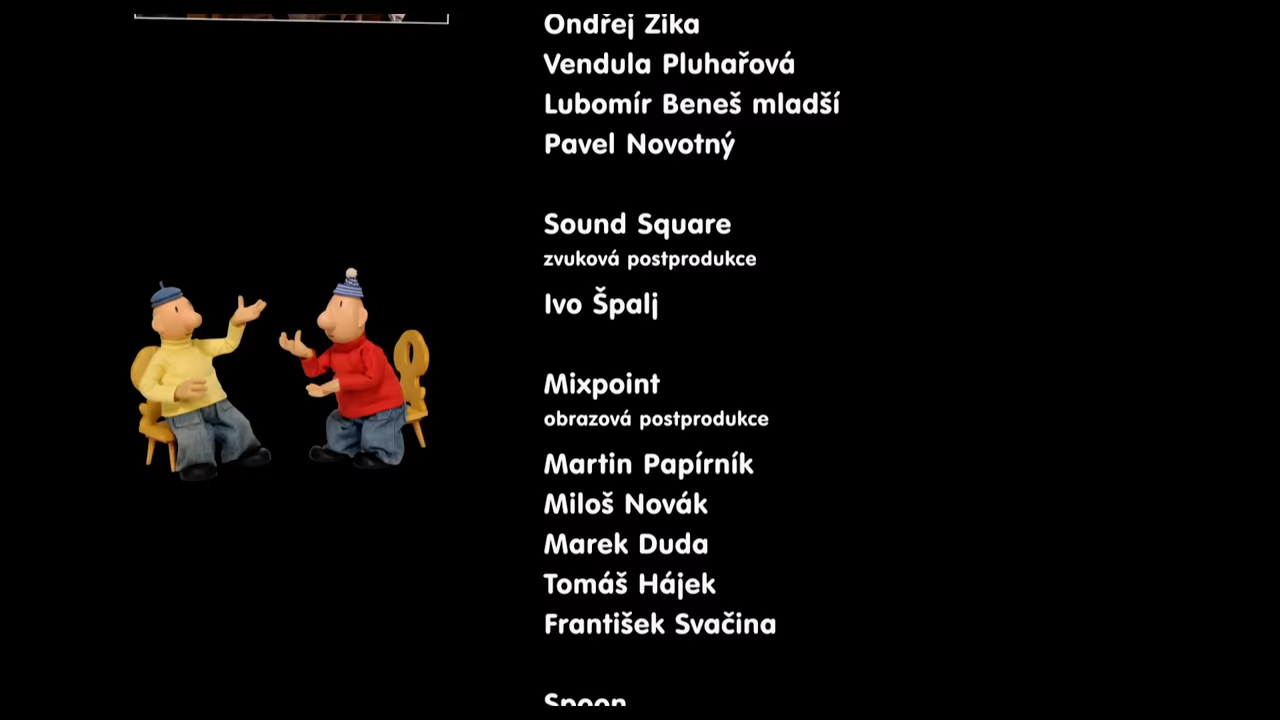 Ondřej Zika
Vendula Pluhařová
Lubomír Beneš mladší
Pavel Novotný
Sound Square
zvuková postprodukce
Ivo Špalj
Mixpoint
obrazová postprodukce
Martin Papírník
Miloš Novák
Marek Duda
Tomáš Hájek
František Svačina
Spoon